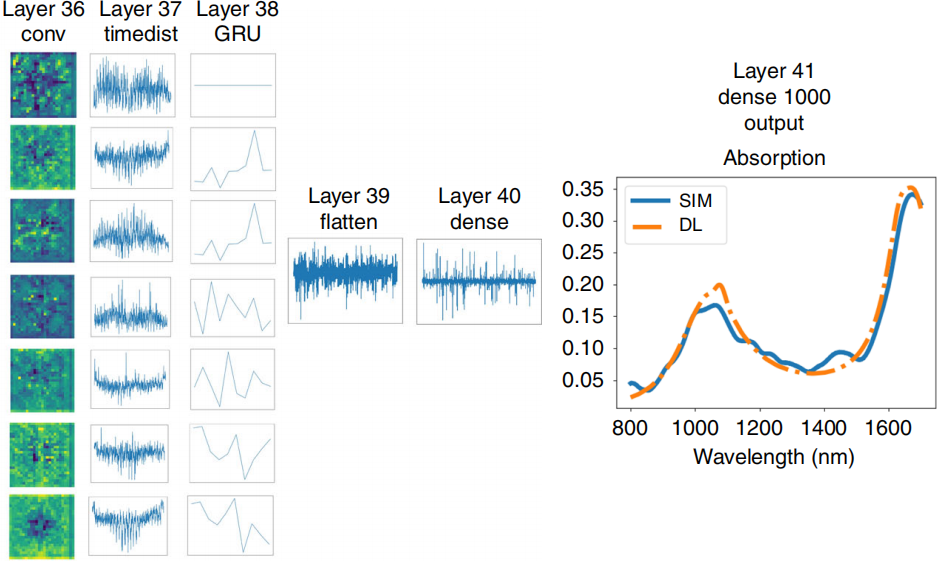 Layer 36
conv
Layer 37
timedist
Layer 38
GRU
Layer 39
flatten
Layer 40
dense
Layer 41
dense 1000
output
Absorption
SIM
DL
0.35
0.30
0.25
0.20
0.15
0.10
0.05
800 1000 1200 1400 1600
Wavelength (nm)